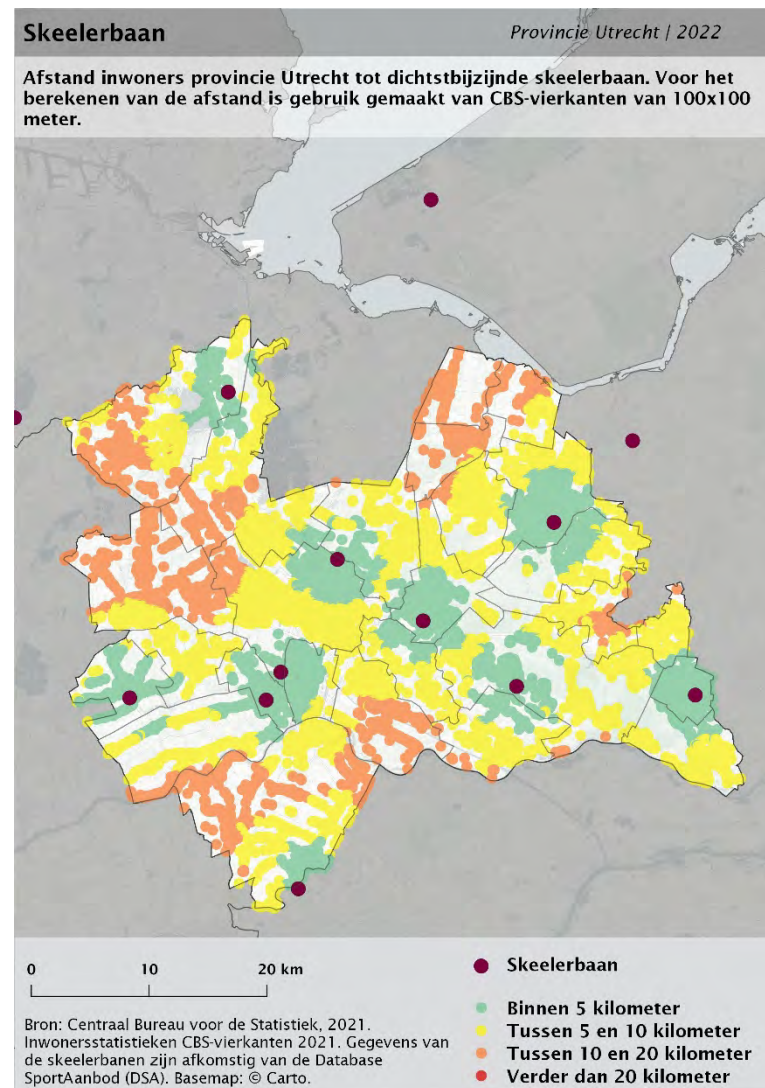 Skeelerbaan
Provincie Utrecht | 2022
Afstand inwoners provincie Utrecht tot dichtstbijzijnde skeelerbaan. Voor het
berekenen van de afstand is gebruik gemaakt van CBS-vierkanten van 100x100
meter.
0 10 20 km
Bron: Centraal Bureau voor de Statistiek, 2021.
Inwonersstatistieken CBS-vierkanten 2021. Gegevens van
de skeelerbanen zijn afkomstig van de Database
SportAanbod (DSA). Basemap: © Carto.
Skeelerbaan
Binnen 5 kilometer
Tussen 5 en 10 kilometer
Tussen 10 en 20 kilometer
Verder dan 20 kilometer